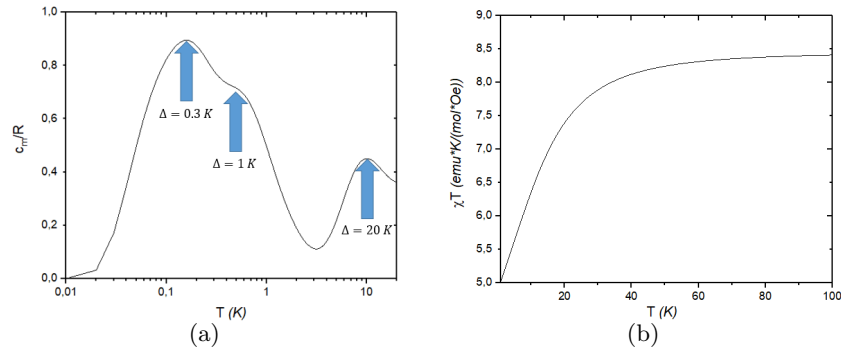 1,0
0,8
0,6
0,4
0,2
0,0
c_m/R
Δ = 0.3 K
Δ = 1 K
Δ = 20 K
0,01 0,1 1 10
T (K)
(a)
8,5
9,0
8,0
7,5
7,0
6,5
6,0
5,5
5,0
χT (emu*K/(mol*Oe))
20 40 60 80 100
T (K)
(b)